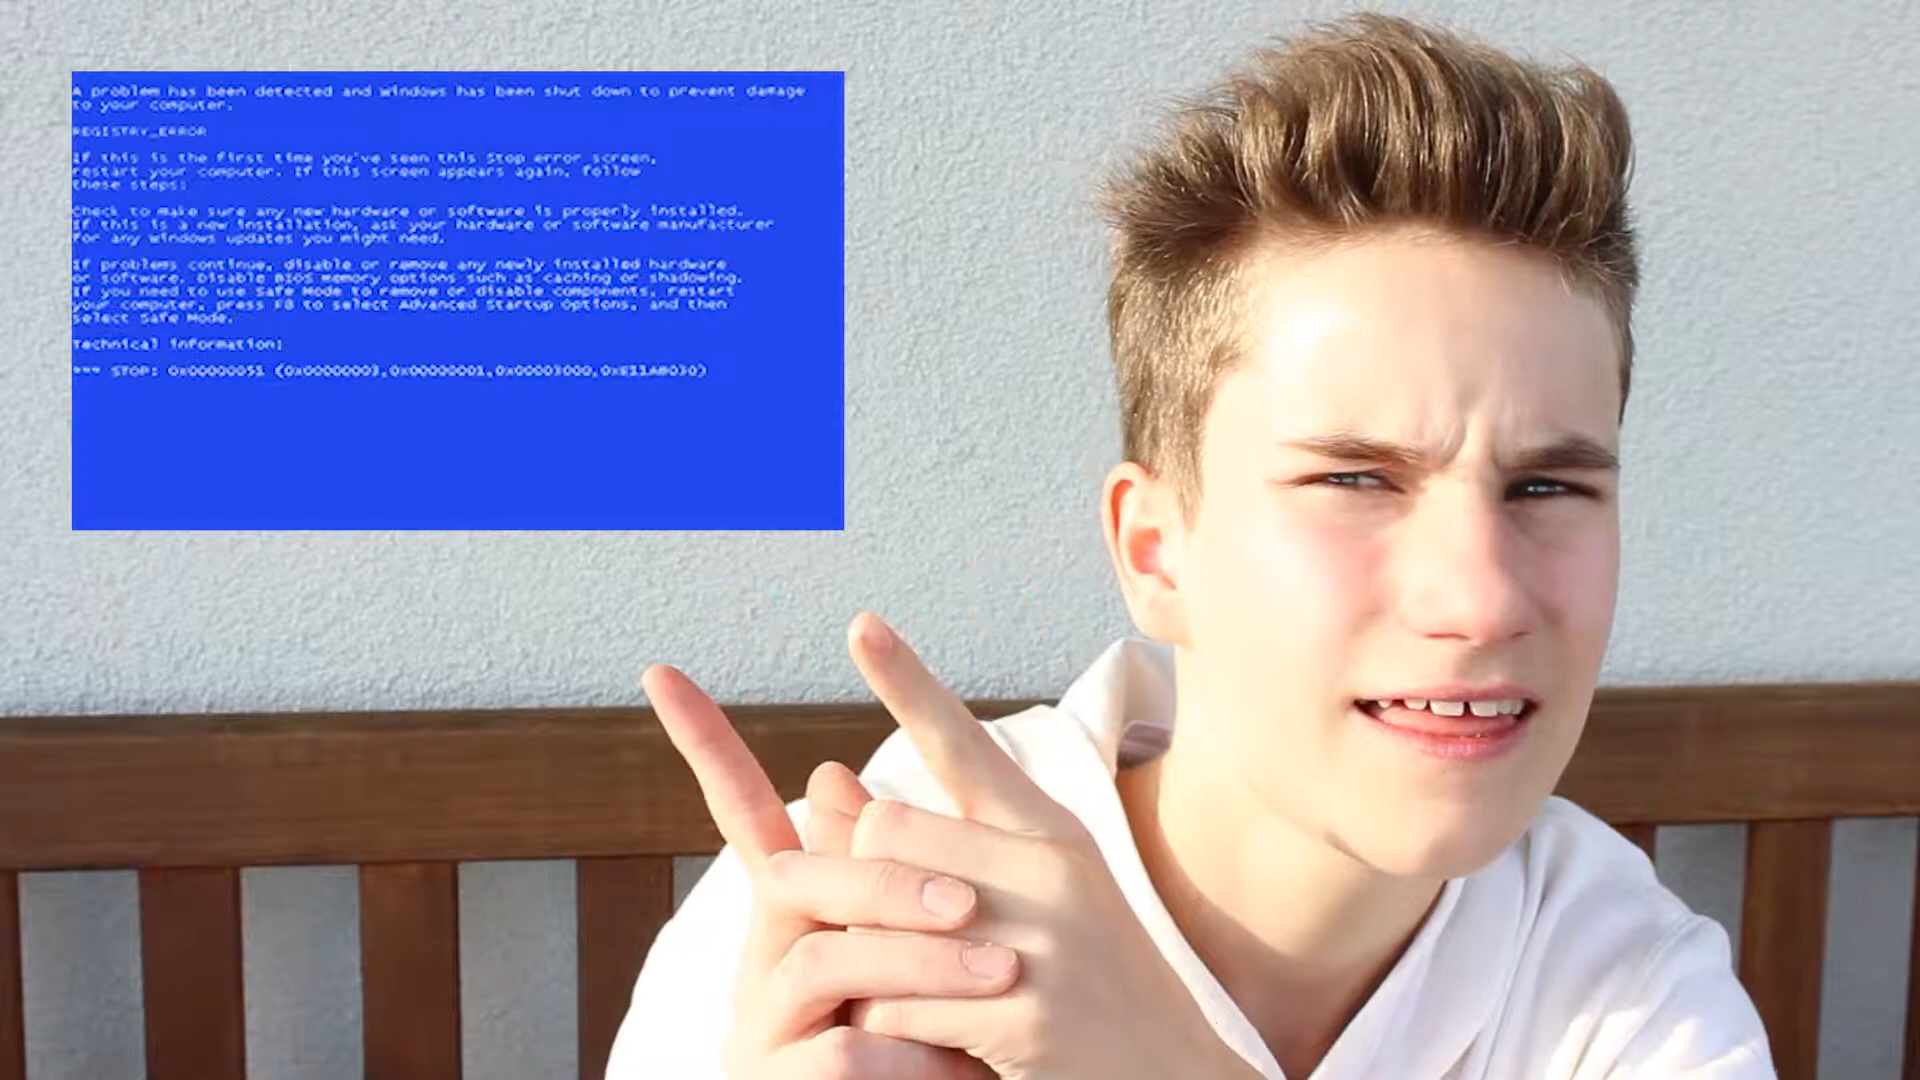 A problem has been detected and windows has been shut down to prevent damage
to your computer.
REGISTRY_ERROR
If this is the first time you've seen this Stop error screen,
restart your computer. If this screen appears again, follow
these steps:
Check to make sure any new hardware or software is properly installed.
If this is a new installation, ask your hardware or software manufacturer
for any windows updates you might need.
If problems continue, disable or remove any newly installed hardware
or software. Disable BIOS memory options such as caching or shadowing.
If you need to use Safe Mode to remove or disable components, restart
your computer, press F8 to select Advanced Startup Options, and then
select Safe Mode.
Technical information:
*** STOP: 0x00000051 (0x00000003,0x00000001,0x00003000,0xE11AB030)